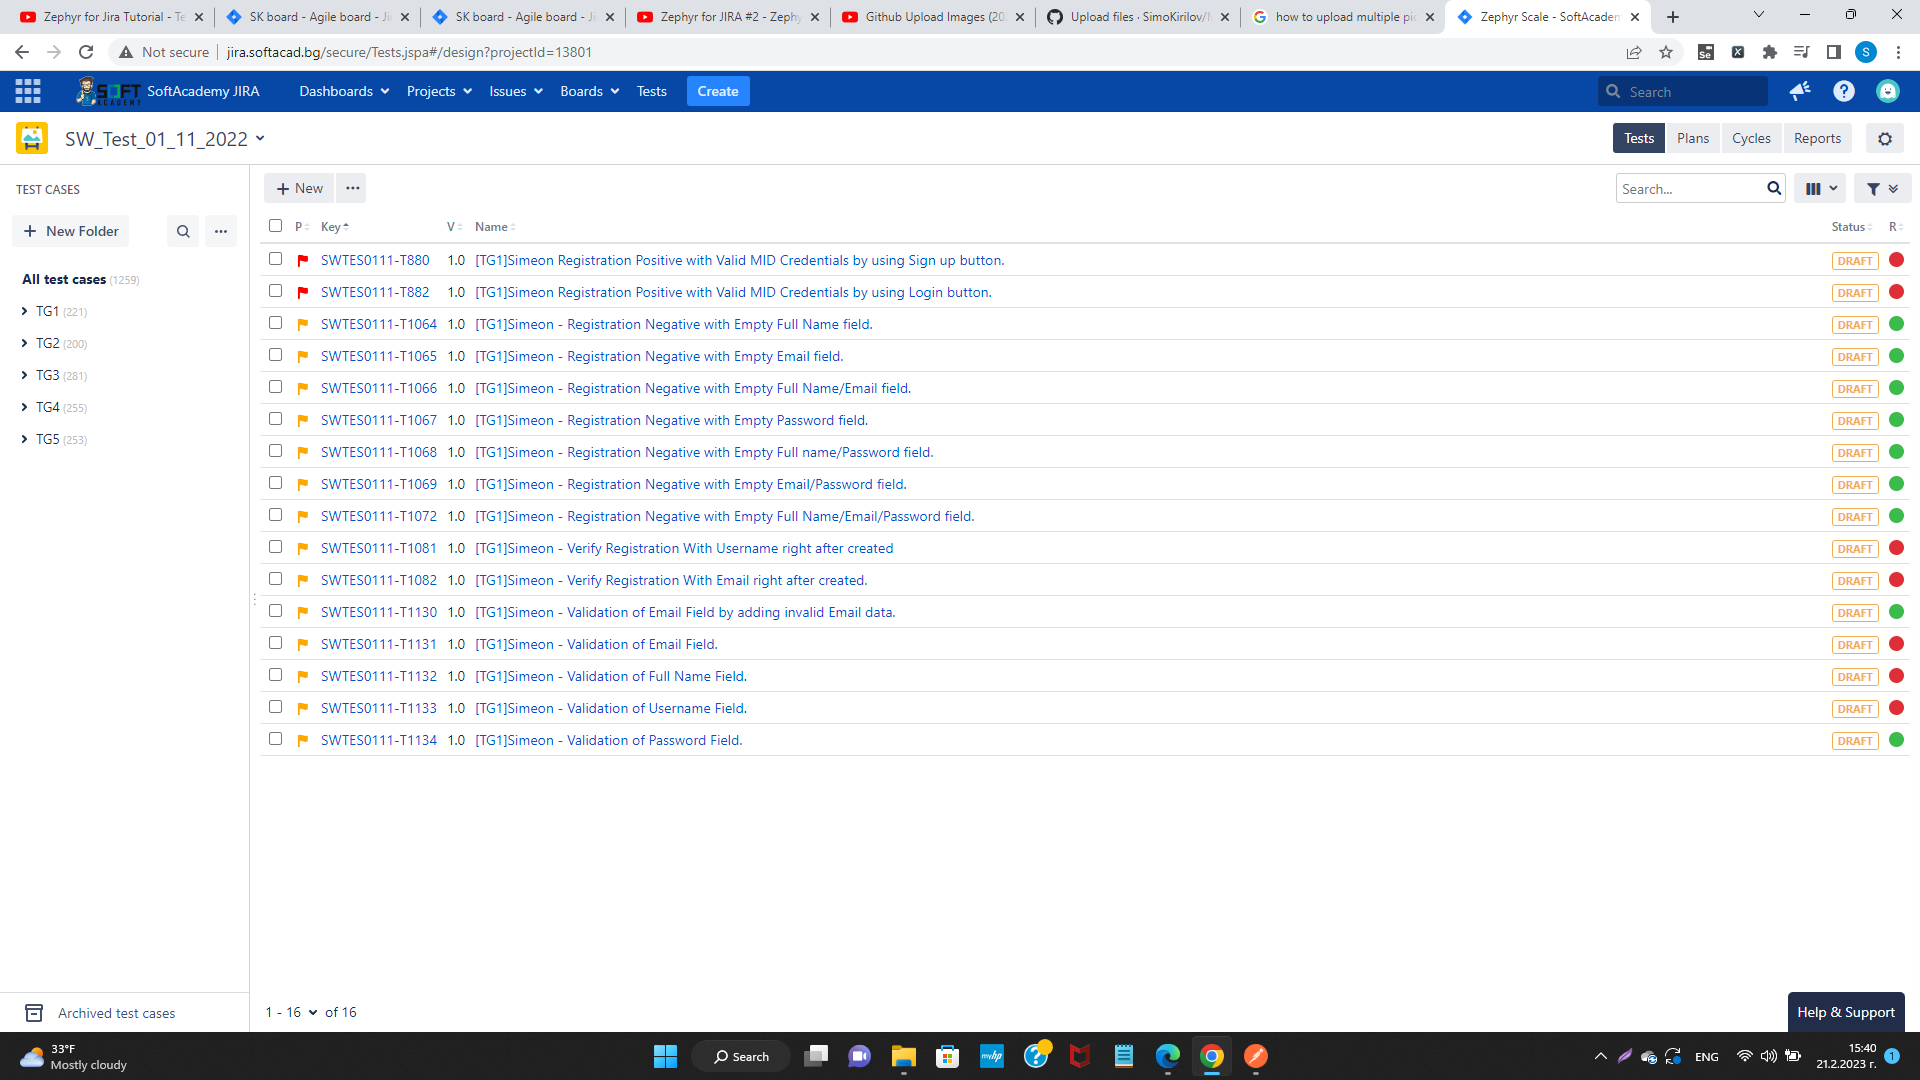 Zephyr for Jira Tutorial - Te
SK board - Agile board - Ji
SK board - Agile board - Ji
Zephyr for JIRA #2 - Zephy
Github Upload Images (20
Upload files · SimoKirilov/
how to upload multiple pic
Zephyr Scale - SoftAcadem
Not secure jira.softacad.bg/secure/Tests.jspa#/design?projectId=13801
Se X S
SOFT ACADEMY SoftAcademy JIRA Dashboards Projects Issues Boards Tests Create Search
SW_Test_01_11_2022 Tests Plans Cycles Reports
TEST CASES
New Folder
All test cases (1259)
TG1 (221)
TG2 (200)
TG3 (281)
TG4 (255)
TG5 (253)
Archived test cases
New Search...
P Key V Name Status R
SWTES0111-T880 1.0 [TG1]Simeon Registration Positive with Valid MID Credentials by using Sign up button. DRAFT
SWTES0111-T882 1.0 [TG1]Simeon Registration Positive with Valid MID Credentials by using Login button. DRAFT
SWTES0111-T1064 1.0 [TG1]Simeon - Registration Negative with Empty Full Name field. DRAFT
SWTES0111-T1065 1.0 [TG1]Simeon - Registration Negative with Empty Email field. DRAFT
SWTES0111-T1066 1.0 [TG1]Simeon - Registration Negative with Empty Full Name/Email field. DRAFT
SWTES0111-T1067 1.0 [TG1]Simeon - Registration Negative with Empty Password field. DRAFT
SWTES0111-T1068 1.0 [TG1]Simeon - Registration Negative with Empty Full name/Password field. DRAFT
SWTES0111-T1069 1.0 [TG1]Simeon - Registration Negative with Empty Email/Password field. DRAFT
SWTES0111-T1072 1.0 [TG1]Simeon - Registration Negative with Empty Full Name/Email/Password field. DRAFT
SWTES0111-T1081 1.0 [TG1]Simeon - Verify Registration With Username right after created DRAFT
SWTES0111-T1082 1.0 [TG1]Simeon - Verify Registration With Email right after created. DRAFT
SWTES0111-T1130 1.0 [TG1]Simeon - Validation of Email Field by adding invalid Email data. DRAFT
SWTES0111-T1131 1.0 [TG1]Simeon - Validation of Email Field. DRAFT
SWTES0111-T1132 1.0 [TG1]Simeon - Validation of Full Name Field. DRAFT
SWTES0111-T1133 1.0 [TG1]Simeon - Validation of Username Field. DRAFT
SWTES0111-T1134 1.0 [TG1]Simeon - Validation of Password Field. DRAFT
1 - 16 of 16
Help & Support
33°F
Mostly cloudy
Search
myhp
ENG
15:40
21.2.2023 г.
1